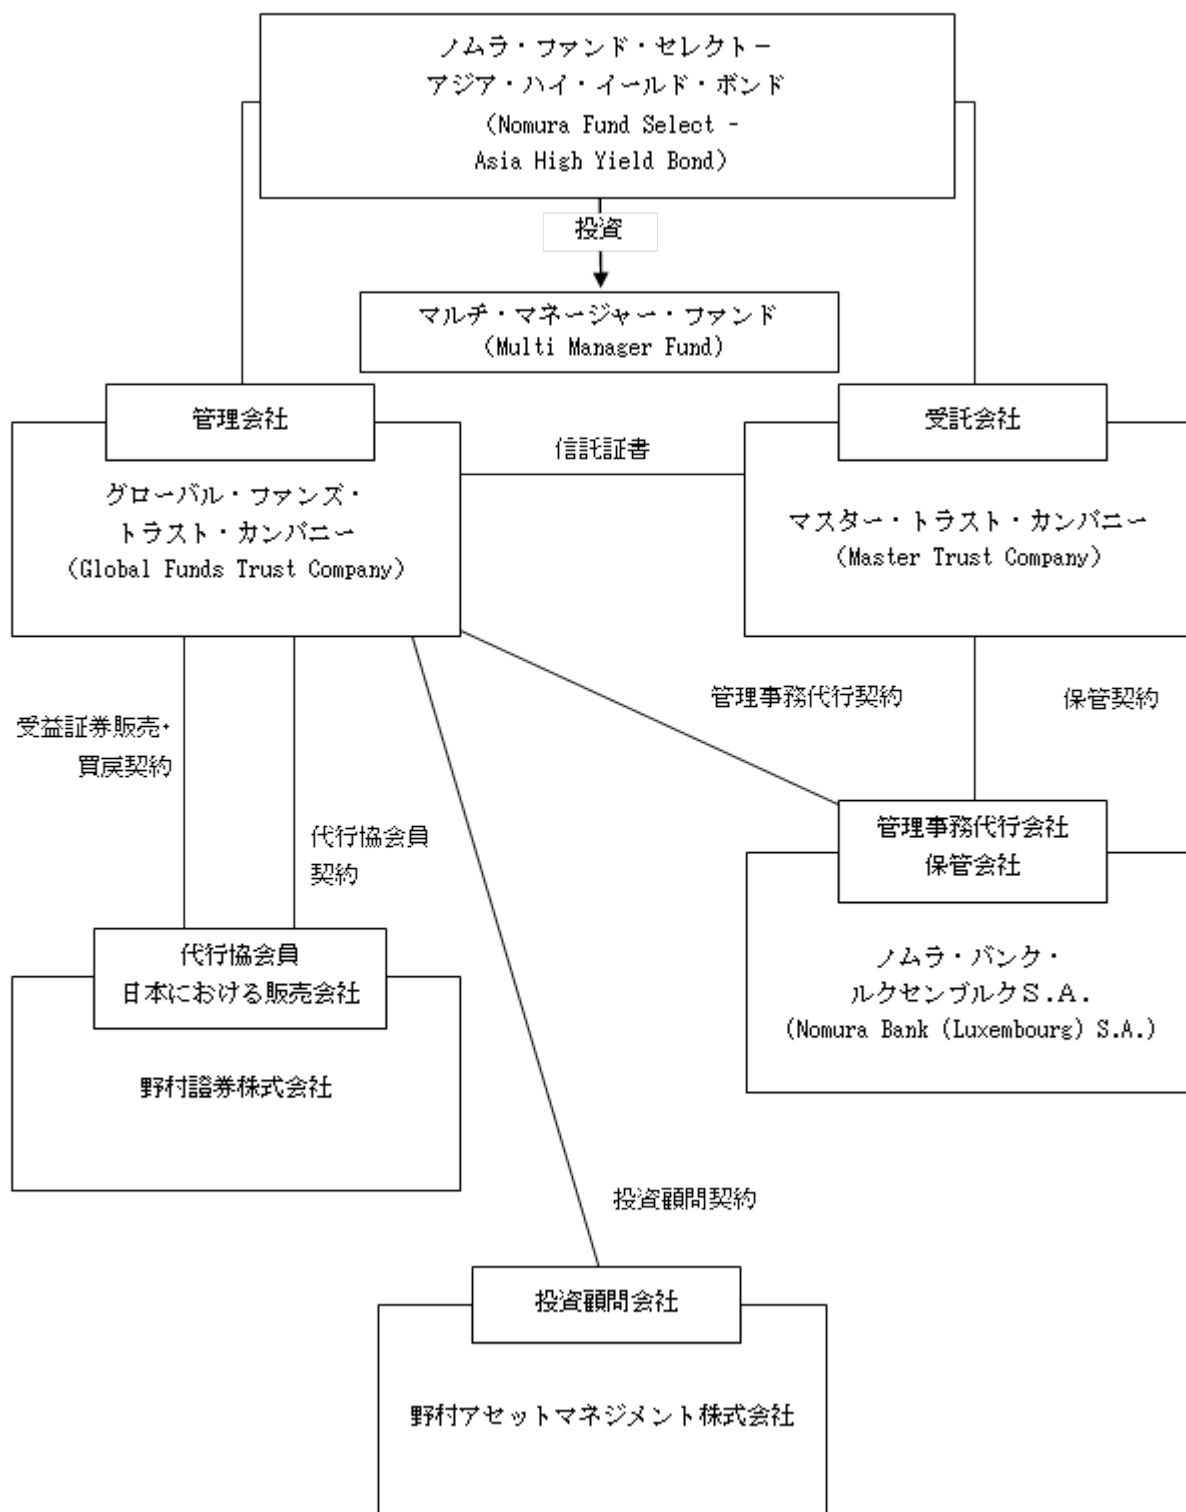 ノムラ・ファンド・セレクト－
アジア・ハイ・イールド・ボンド
（Nomura Fund Select -
Asia High Yield Bond）
投資
マルチ・マネージャー・ファンド
(Multi Manager Fund)
管理会社
受託会社
信託証書
グローバル・ファンズ・
トラスト・カンパニー
（Global Funds Trust Company）
マスター・トラスト・カンパニー
（Master Trust Company）
管理事務代行契約
保管契約
受益証券販売・
買戻契約
代行協会員
契約
管理事務代行会社
保管会社
代行協会員
日本における販売会社
ノムラ・バンク・
ルクセンブルクＳ.Ａ.
(Nomura Bank (Luxembourg) S.A.)
野村證券株式会社
投資顧問契約
投資顧問会社
野村アセットマネジメント株式会社